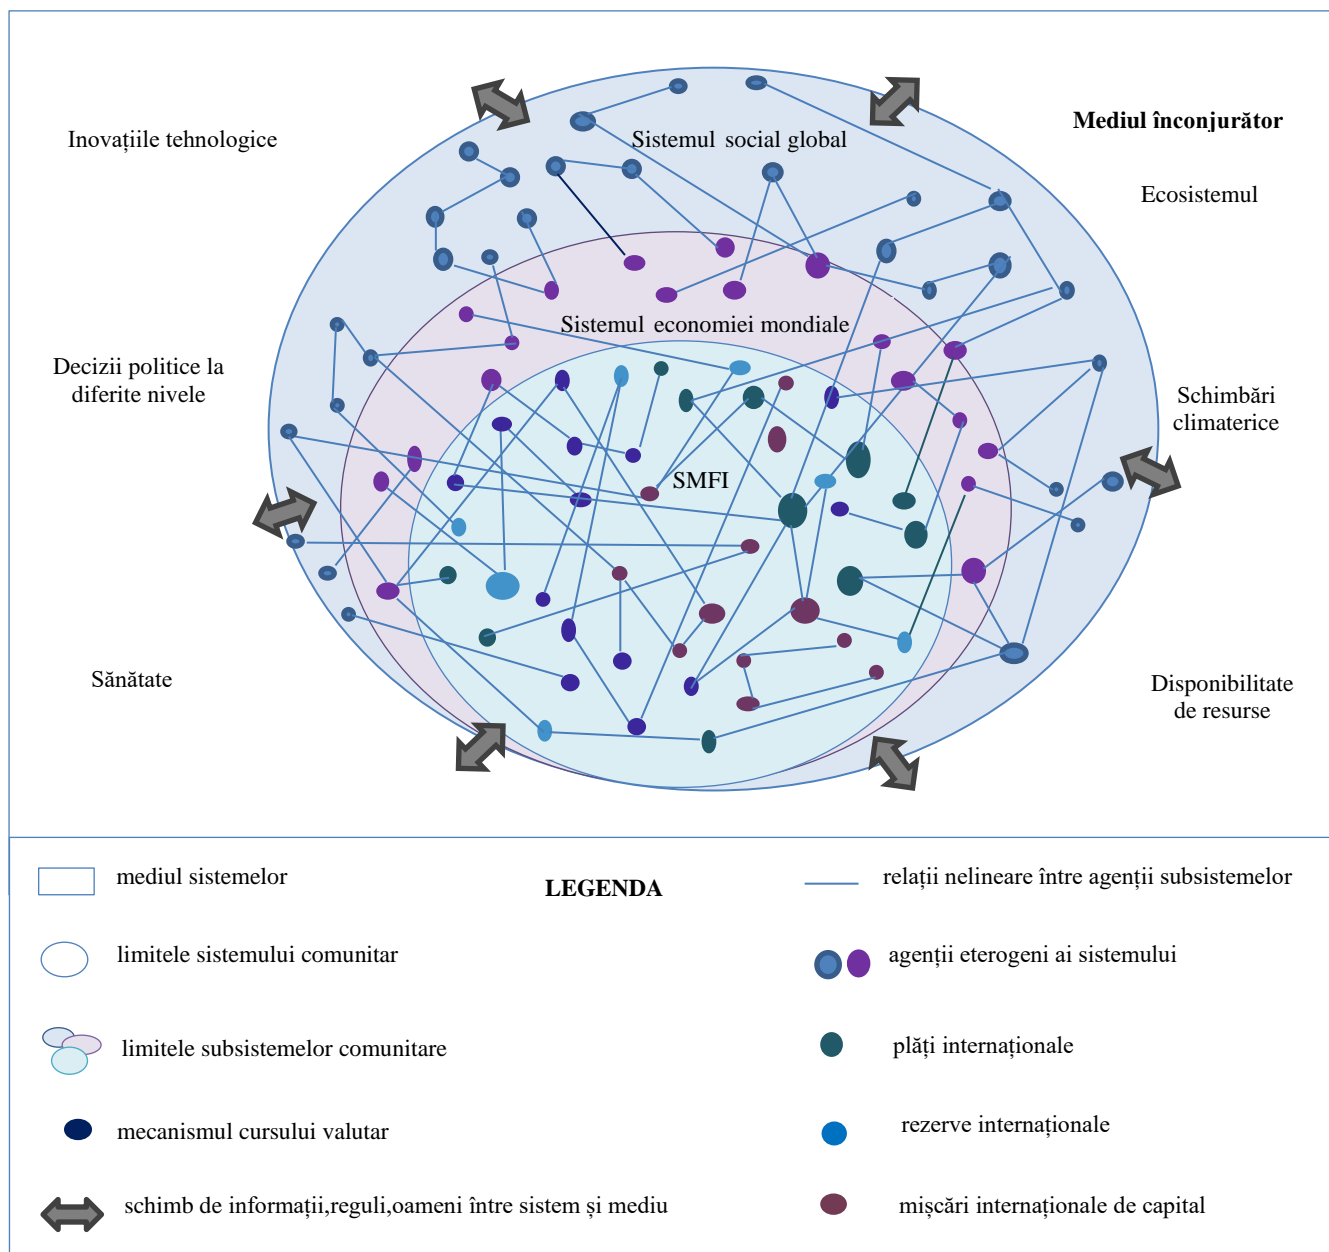 Inovațiile tehnologice
Sistemul social global
Mediul înconjurător
Ecosistemul
Sistemul economiei mondiale
Decizii politice la
diferite nivele
Schimbări
climaterice
SMFI
Sănătate
Disponibilitate
de resurse
LEGENDA
mediul sistemelor
limitele sistemului comunitar
limitele subsistemelor comunitare
mecanismul cursului valutar
schimb de informații,reguli,oameni între sistem și mediu
relații nelineare între agenții subsistemelor
agenții eterogeni ai sistemului
plăți internaționale
rezerve internaționale
mișcări internaționale de capital